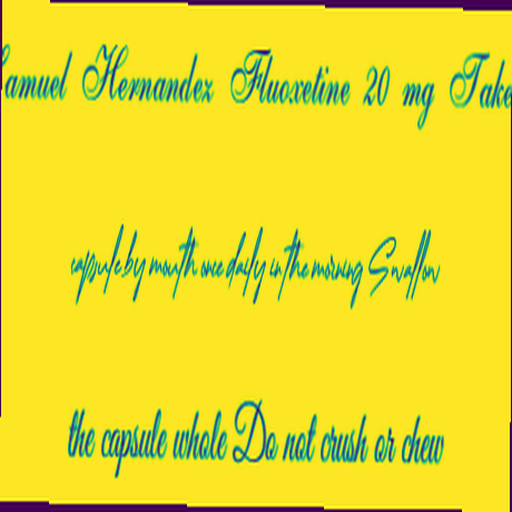 Samuel Hernandez Fluoxetine 20 mg Take
capsule by mouth once daily in the morning Swallow
the capsule whole Do not crush or chew